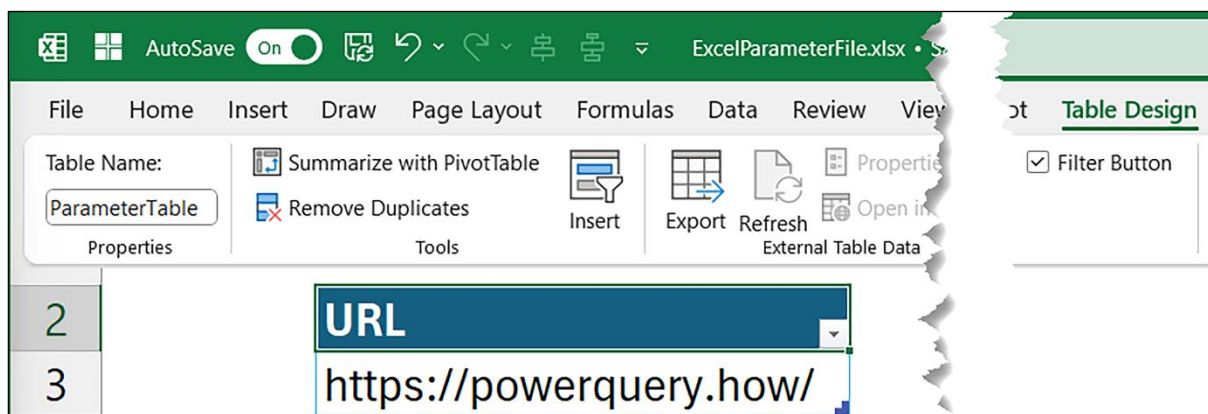 AutoSave On ExcelParameterFile.xlsx •
File Home Insert Draw Page Layout Formulas Data Review View Table Design
Table Name: Summarize with PivotTable Filter Button
ParameterTable Remove Duplicates Insert Export Refresh
Properties Tools External Table Data
2 URL
3 https://powerquery.how/